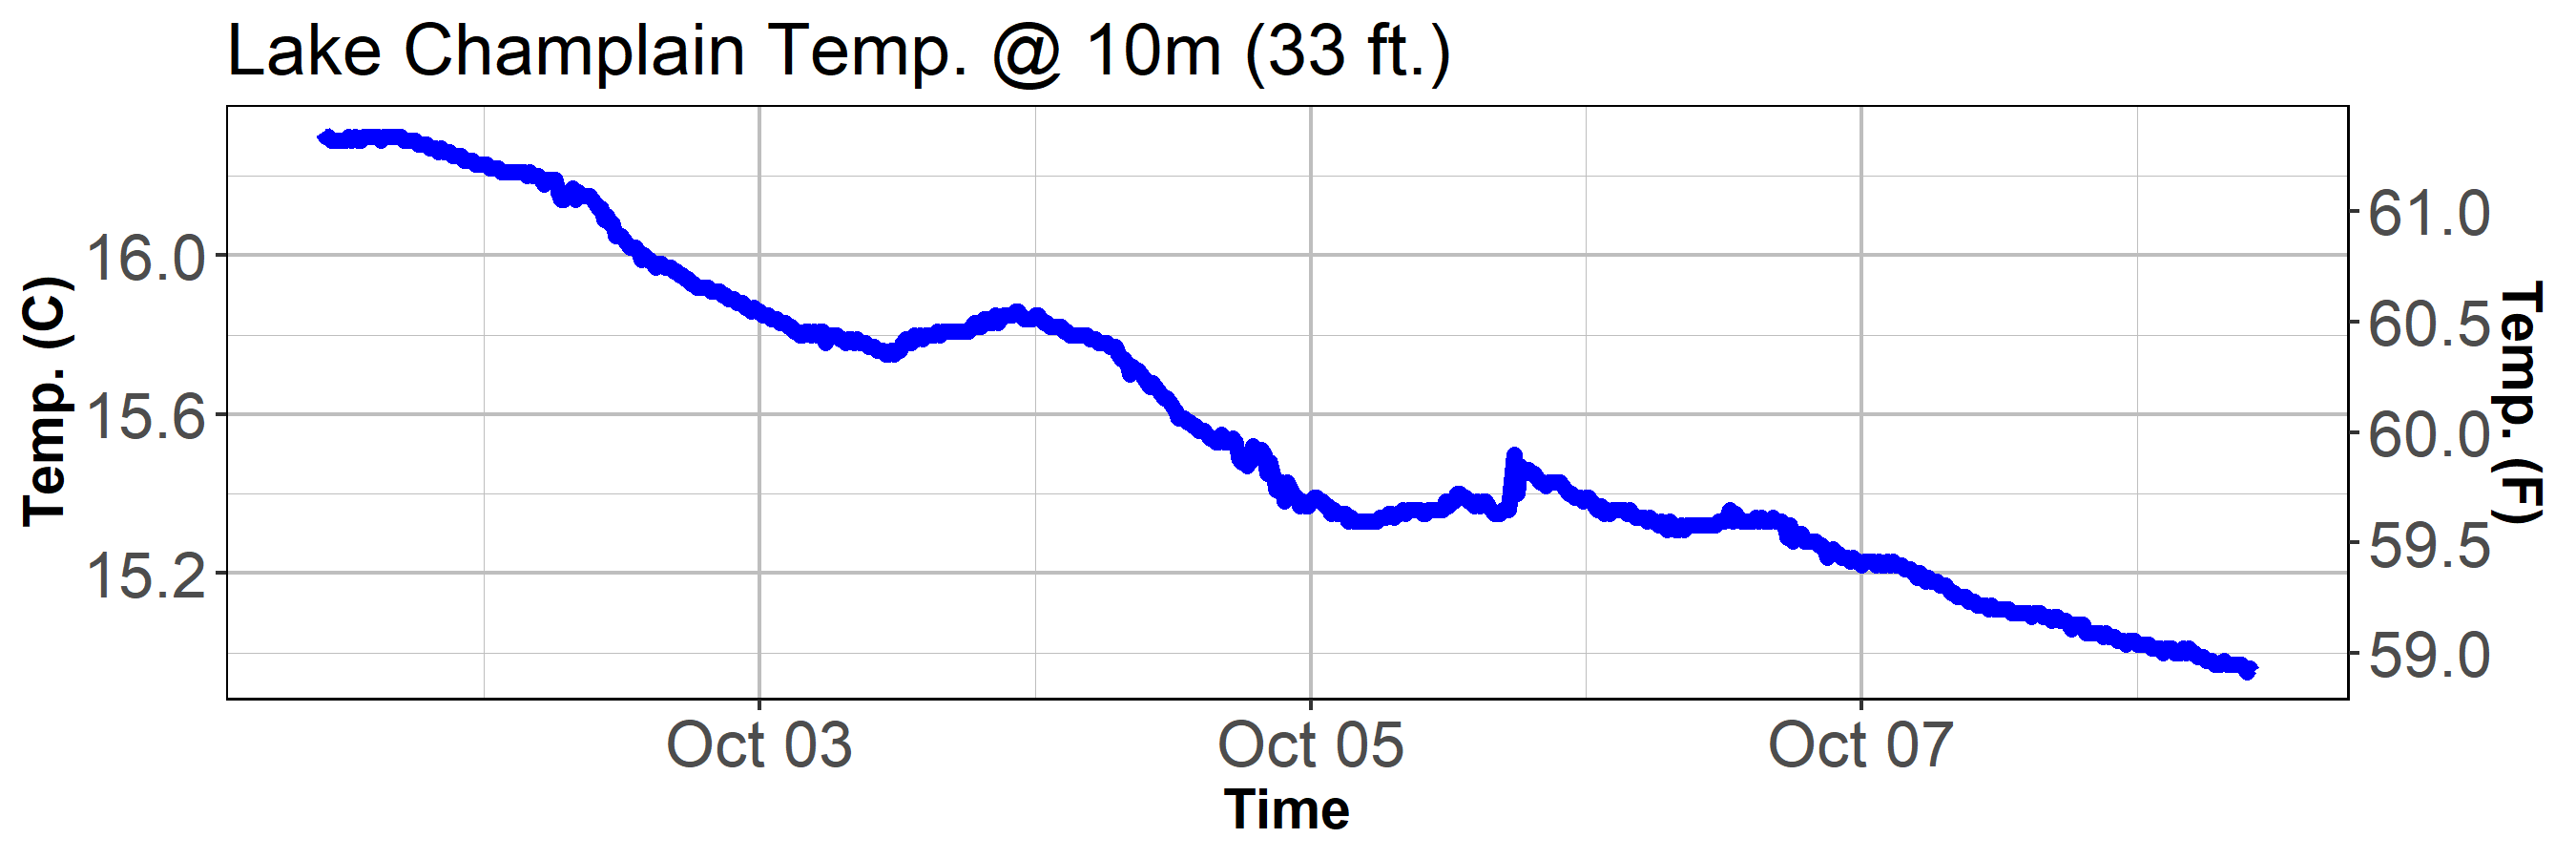 Lake Champlain Temp. @ 10m (33 ft.)
Temp. (C)
16.0
15.6
15.2
61.0
60.5
60.0
59.5
59.0
Temp. (F)
Oct 03 Oct 05 Oct 07
Time